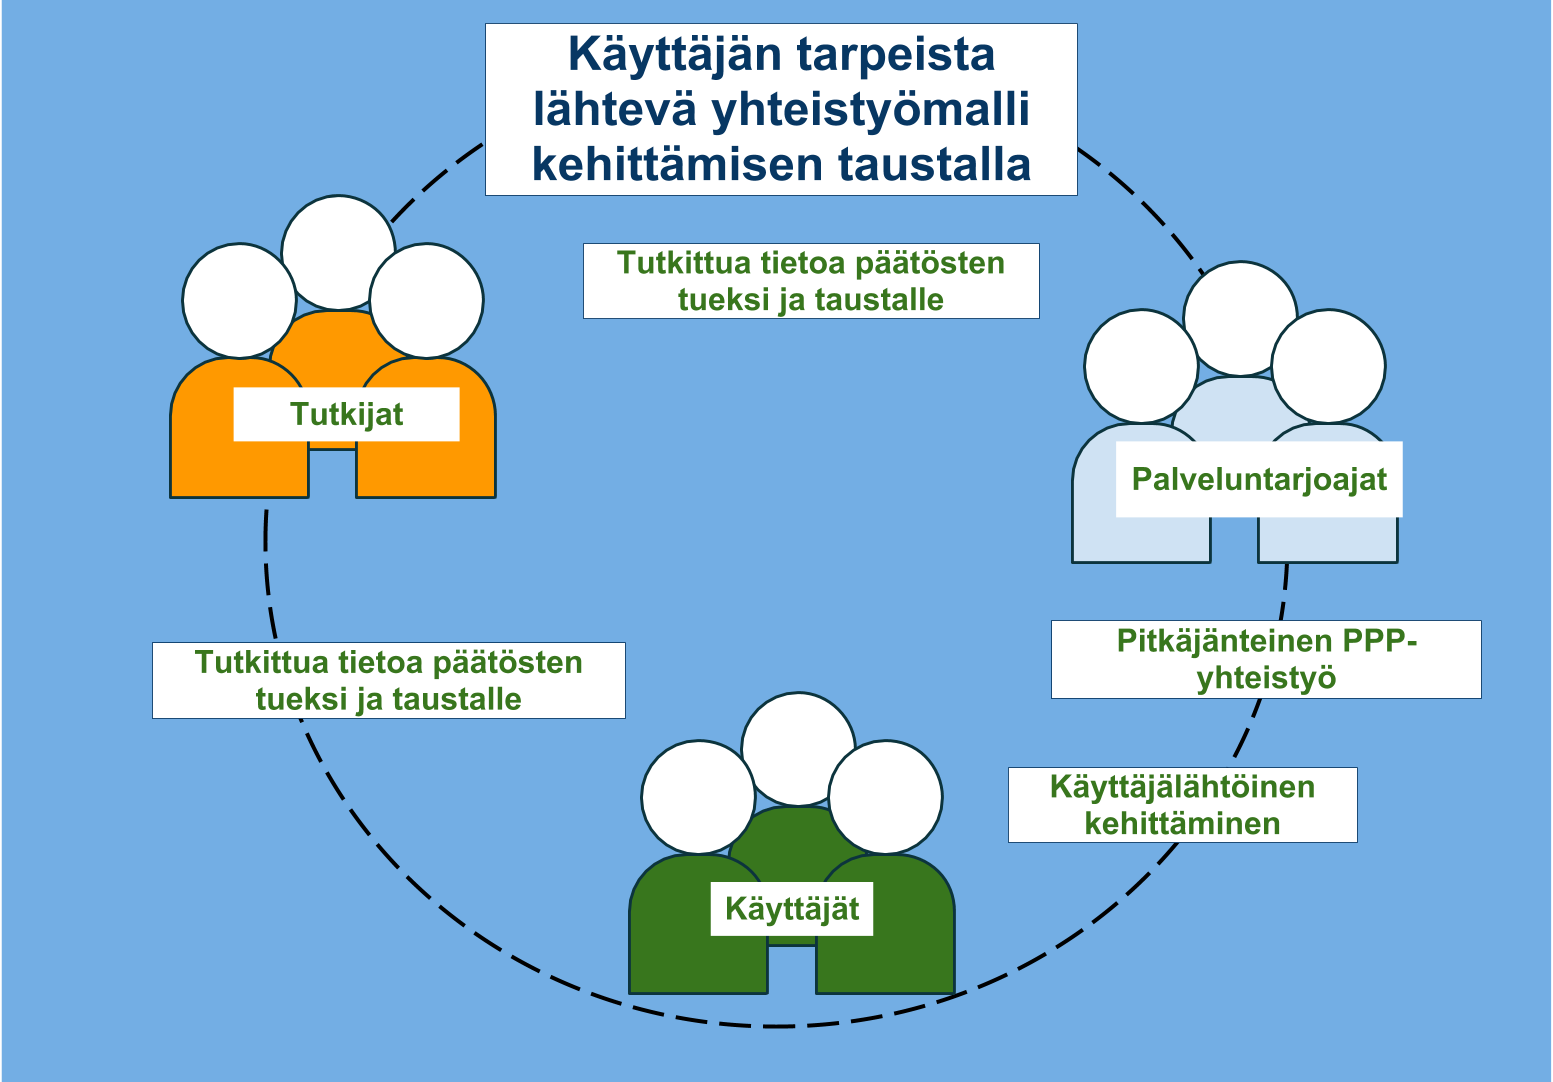 Käyttäjän tarpeista
lähtevä yhteistyömalli
kehittämisen taustalla
Tutkittua tietoa päätösten
tueksi ja taustalle
Tutkijat
Palveluntarjoajat
Tutkittua tietoa päätösten
tueksi ja taustalle
Pitkäjänteinen PPP-
yhteistyö
Käyttäjälähtöinen
kehittäminen
Käyttäjät